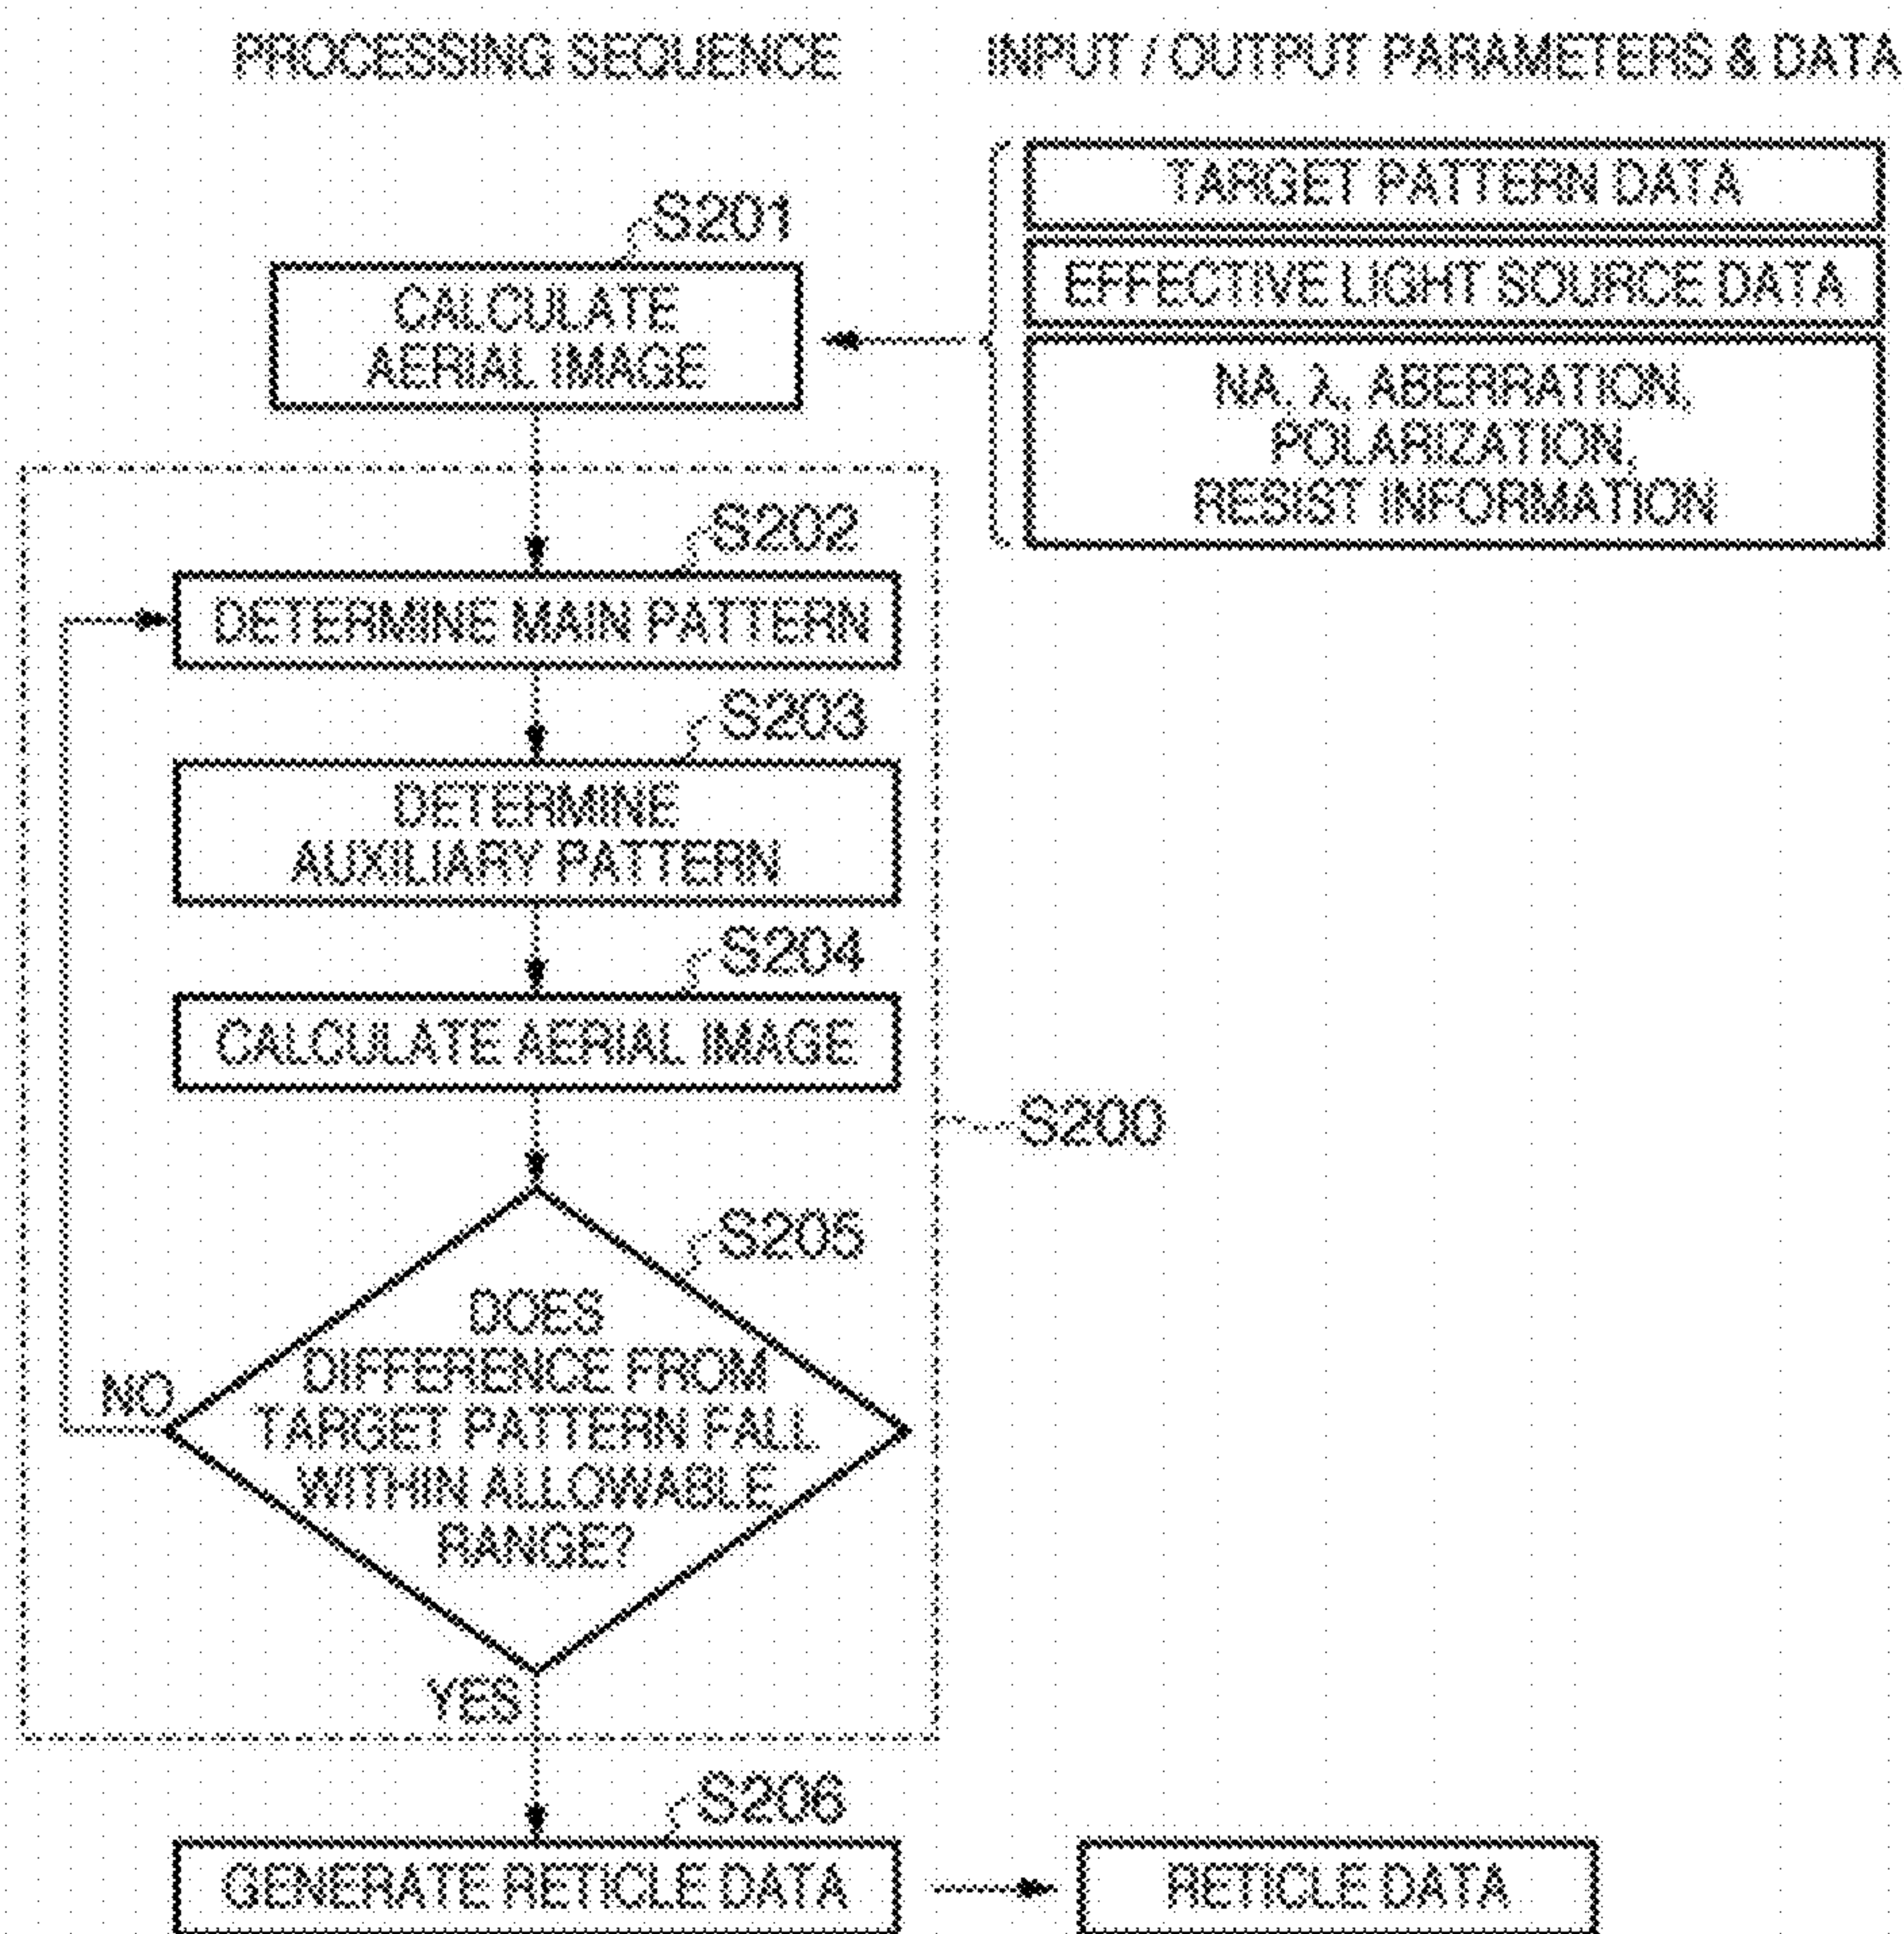 PROCESSING SEQUENCE
INPUT / OUTPUT PARAMETERS & DATA
TARGET PATTERN DATA
S201
EFFECTIVE LIGHT SOURCE DATA
CALCULATE
AERIAL IMAGE
NA, λ, ABERRATION,
POLARIZATION,
RESIST INFORMATION
S202
DETERMINE MAIN PATTERN
S203
DETERMINE
AUXILIARY PATTERN
S204
CALCULATE AERIAL IMAGE
S200
S205
DOES
DIFFERENCE FROM
TARGET PATTERN FALL
WITHIN ALLOWABLE
RANGE?
NO
YES
S206
GENERATE RETICLE DATA
RETICLE DATA